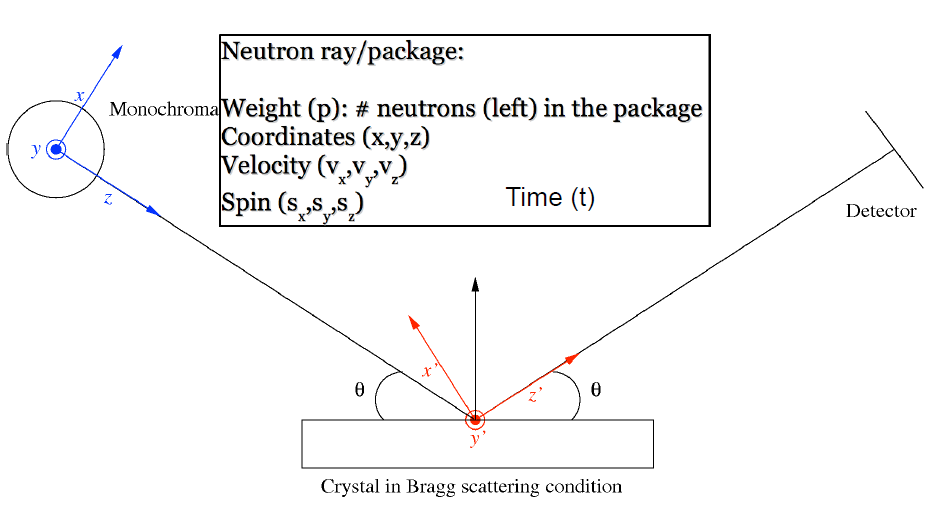 Neutron ray/package:
x
Monochroma
Weight (p): # neutrons (left) in the package
Coordinates (x,y,z)
y
Velocity (vx,vy,vz)
z
Spin (sx,sy,sz)
Time (t)
Detector
x'
θ
z'
θ
y'
Crystal in Bragg scattering condition